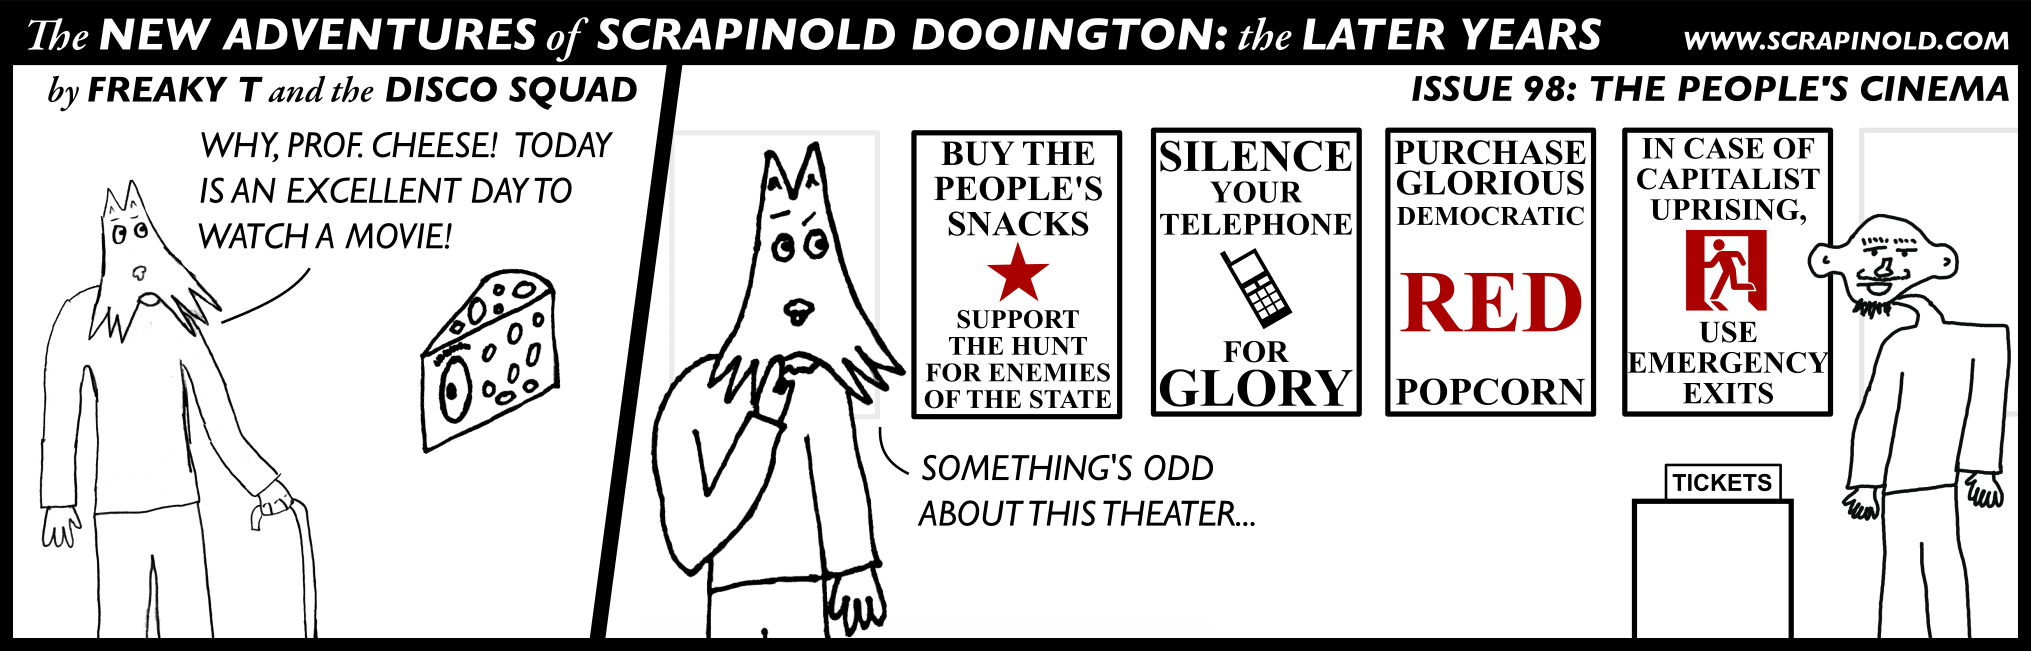 The NEW ADVENTURES of SCRAPINOLD DOOINGTON: the LATER YEARS
WWW.SCRAPINOLD.COM
by FREAKY T and the DISCO SQUAD
ISSUE 98: THE PEOPLE'S CINEMA
WHY, PROF. CHEESE! TODAY
IS AN EXCELLENT DAY TO
WATCH A MOVIE!
BUY THE
PEOPLE'S
SNACKS
SUPPORT
THE HUNT
FOR ENEMIES
OF THE STATE
SILENCE
YOUR
TELEPHONE
FOR
GLORY
PURCHASE
GLORIOUS
DEMOCRATIC
RED
POPCORN
IN CASE OF
CAPITALIST
UPRISING,
USE
EMERGENCY
EXITS
SOMETHING'S ODD
ABOUT THIS THEATER...
TICKETS